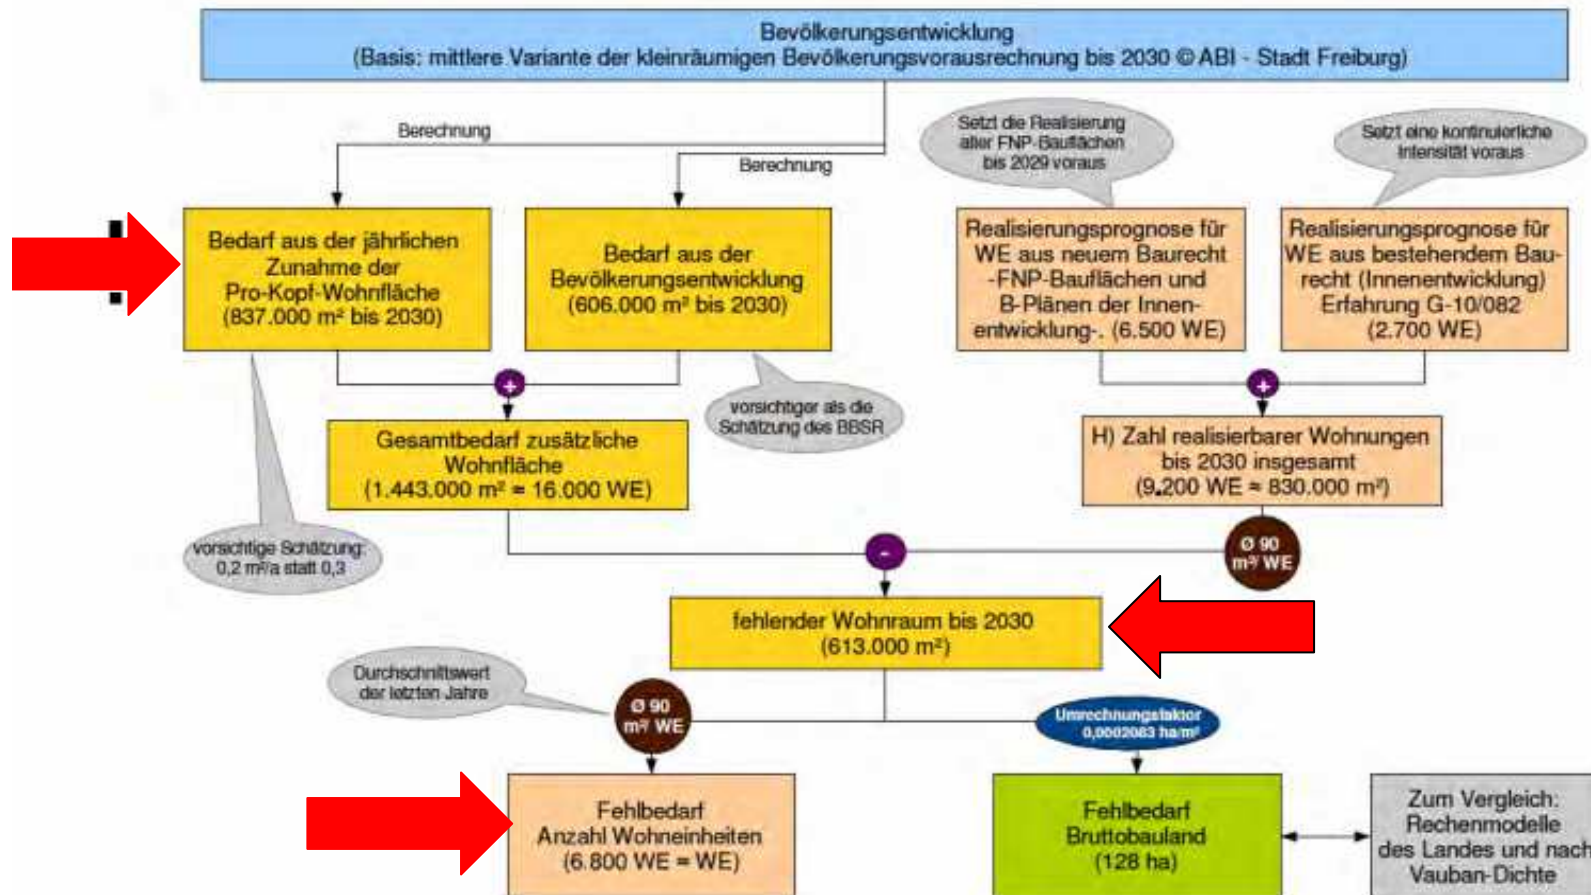 Bevölkerungsentwicklung
(Basis: mittlere Variante der kleinräumigen Bevölkerungsvorausrechnung bis 2030 © ABI - Stadt Freiburg)
Berechnung
Berechnung
Setzt die Realisierung
aller FNP-Bauflächen
bis 2029 voraus
Setzt eine kontinuierliche
Intensität voraus
Bedarf aus der jährlichen
Zunahme der
Pro-Kopf-Wohnfläche
(837.000 m² bis 2030)
Bedarf aus der
Bevölkerungsentwicklung
(606.000 m² bis 2030)
Realisierungsprognose für
WE aus neuem Baurecht
-FNP-Bauflächen und
B-Plänen der Innen-
entwicklung-. (6.500 WE)
Realisierungsprognose für
WE aus bestehendem Bau-
recht (Innenentwicklung)
Erfahrung G-10/082
(2.700 WE)
+
+
vorsichtiger als die
Schätzung des BBSR
Gesamtbedarf zusätzliche
Wohnfläche
(1.443.000 m² = 16.000 WE)
H) Zahl realisierbarer Wohnungen
bis 2030 insgesamt
(9.200 WE = 830.000 m²)
vorsichtige Schätzung:
0,2 m²/a statt 0,3
-
Ø 90
m²/ WE
fehlender Wohnraum bis 2030
(613.000 m²)
Durchschnittswert
der letzten Jahre
Ø 90
m²/ WE
Umrechnungsfaktor
0,0002083 ha/m²
Fehlbedarf
Anzahl Wohneinheiten
(6.800 WE = WE)
Fehlbedarf
Bruttobauland
(128 ha)
Zum Vergleich:
Rechenmodelle
des Landes und nach
Vauban-Dichte